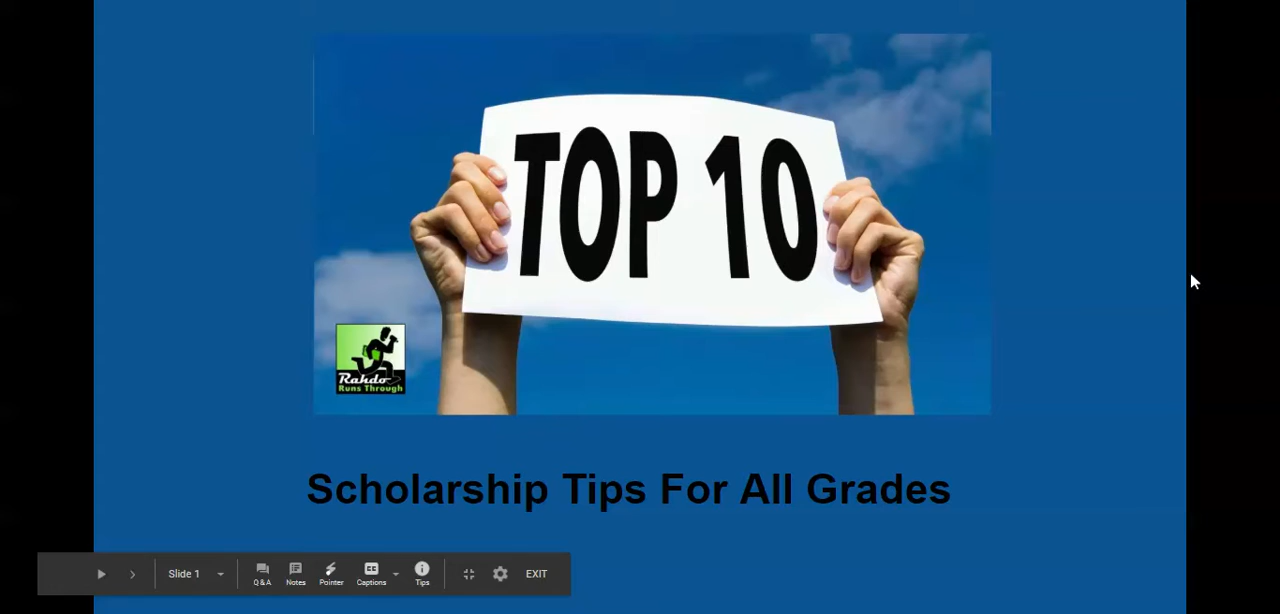 TOP 10
Rahdo
Runs Through
Scholarship Tips For All Grades
Slide 1
Q&A
Notes
Pointer
Captions
Tips
EXIT